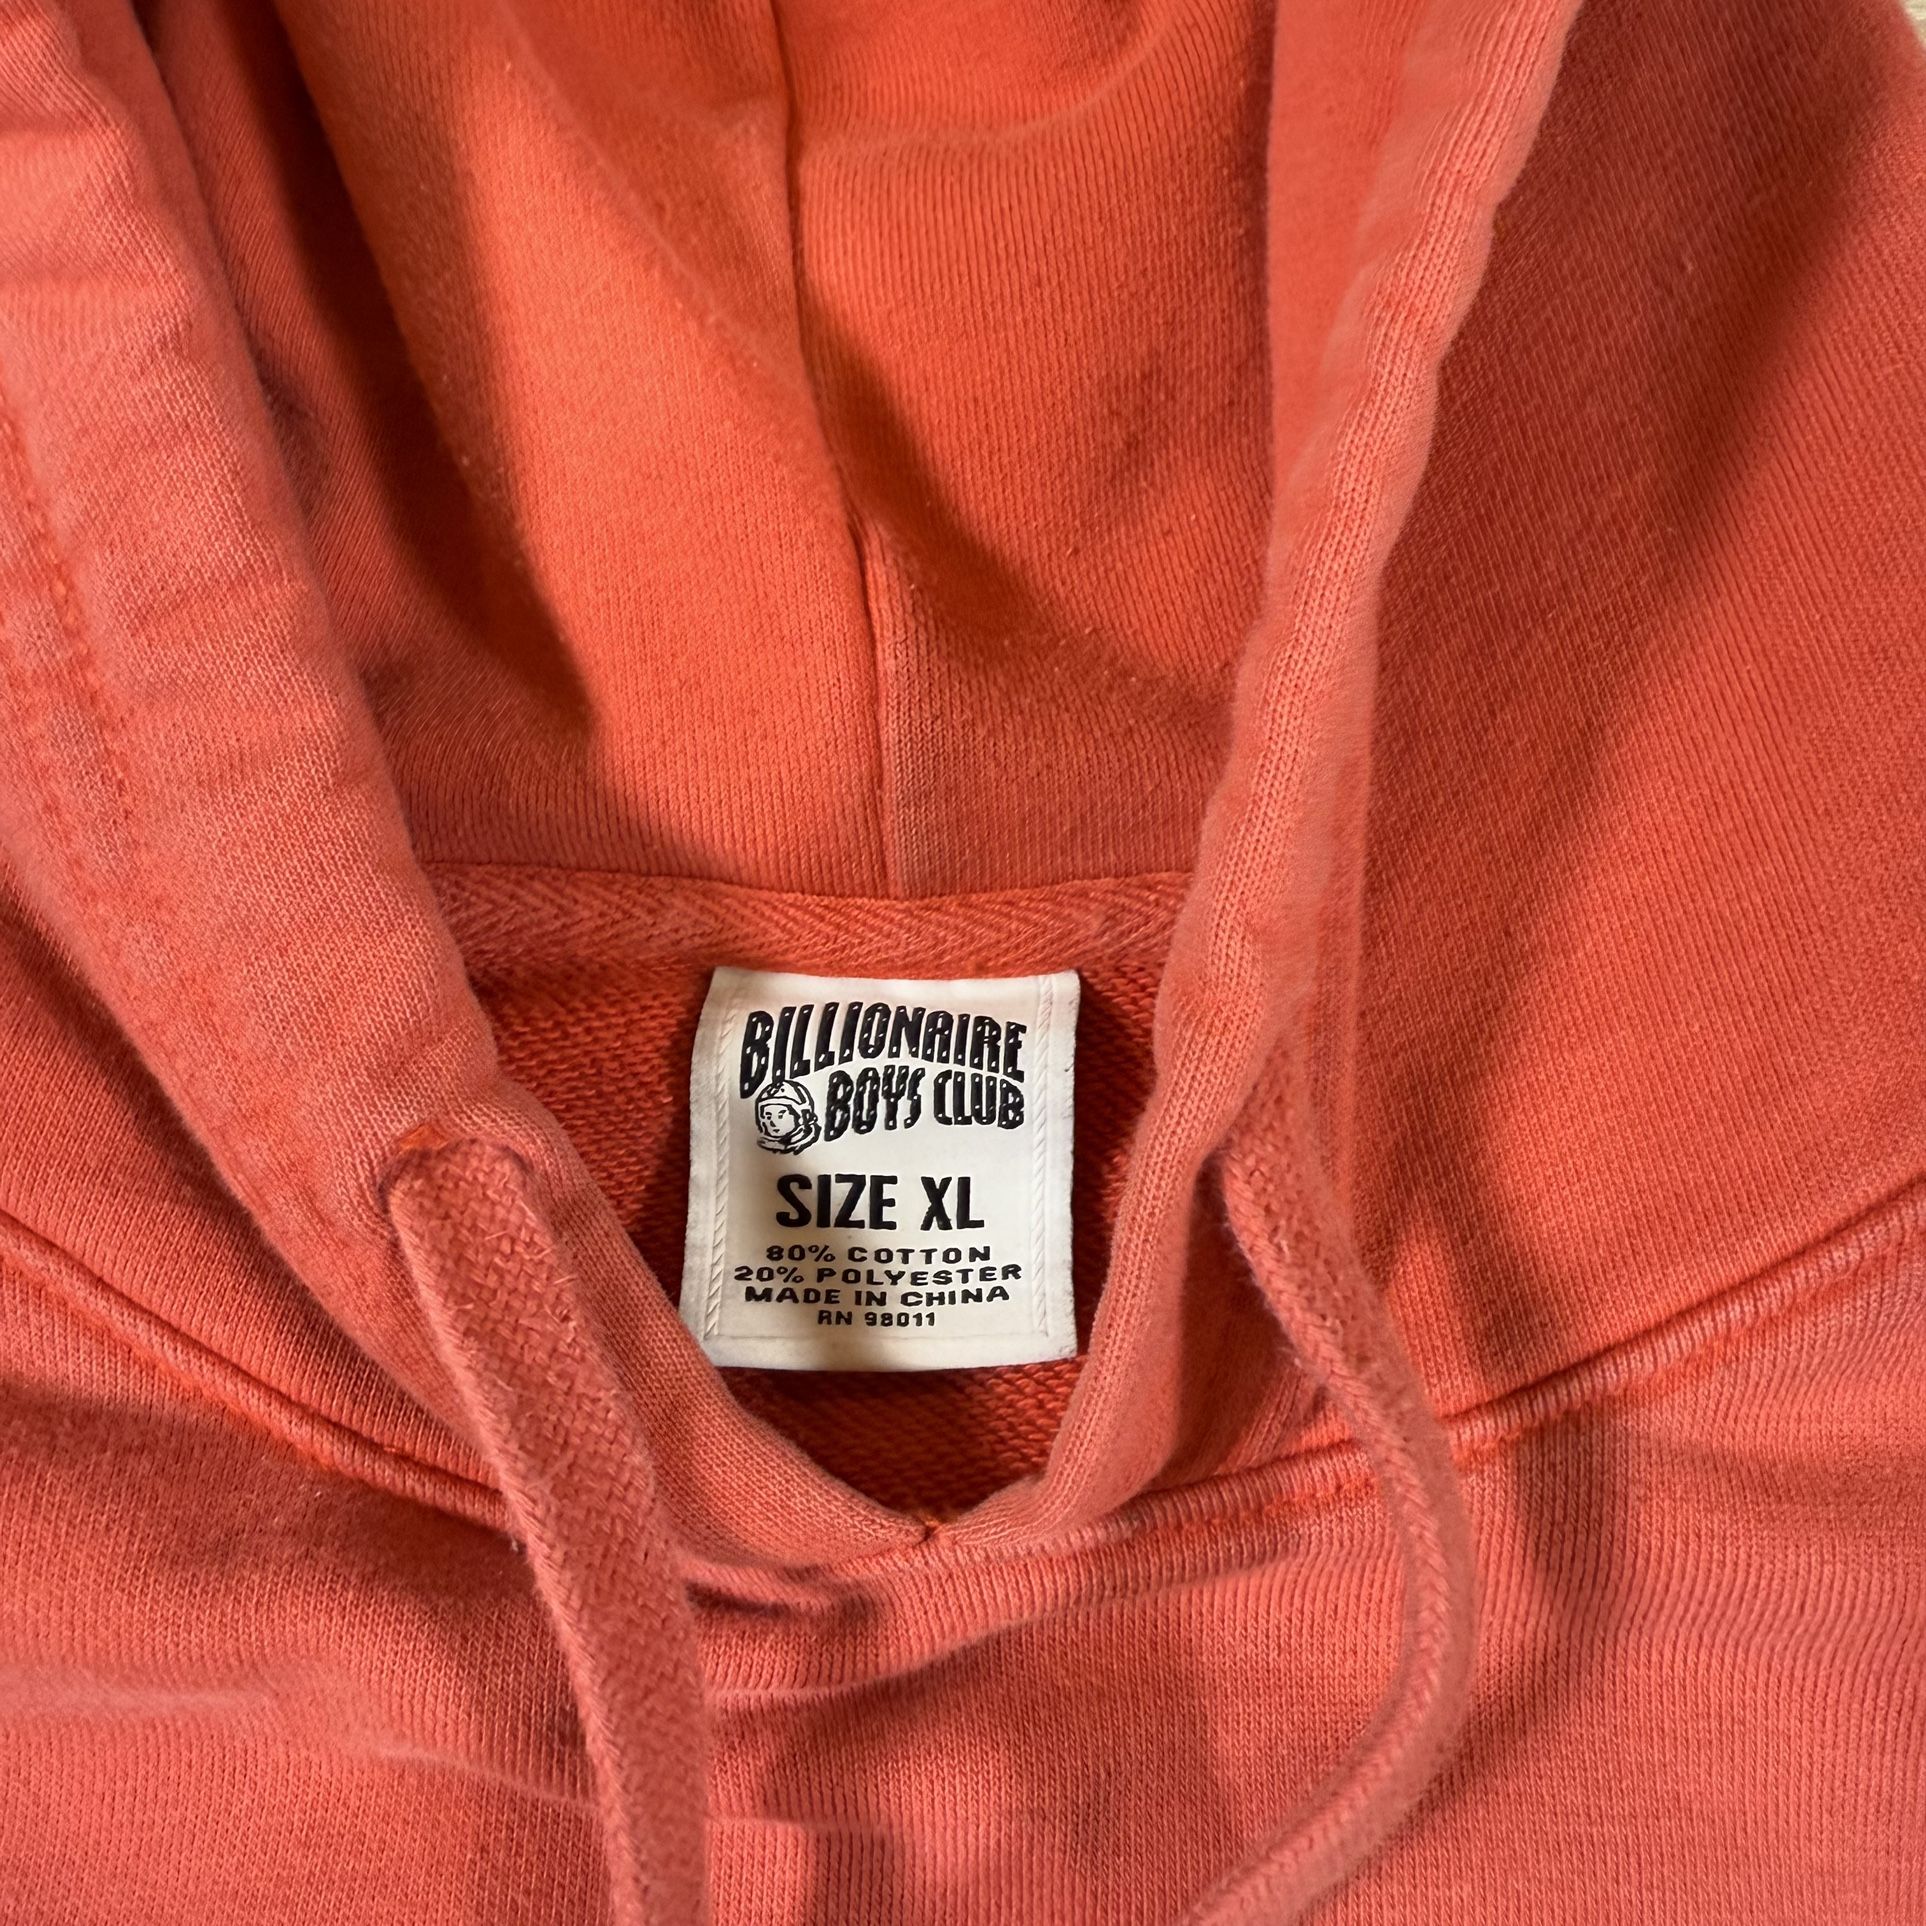 BILLIONAIRE
BOYS CLUB
SIZE XL
80% COTTON
20% POLYESTER
MADE IN CHINA
RN 98011